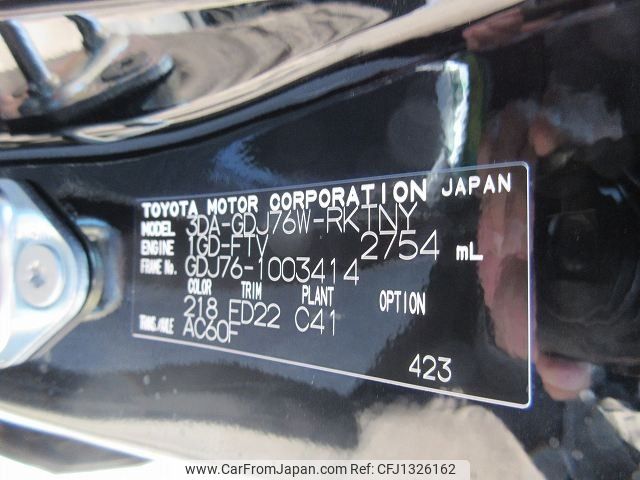 TOYOTA MOTOR CORPORATION JAPAN
MODEL 3DA-GDJ76W-RKTNY
ENGINE 1GD-FTV 2754 mL
FRAME No. GDJ76-1003414
COLOR TRIM PLANT OPTION
218 FD22 C41
TRANS/AXLE AC60F
423
www.CarFromJapan.com - CFJ1326162